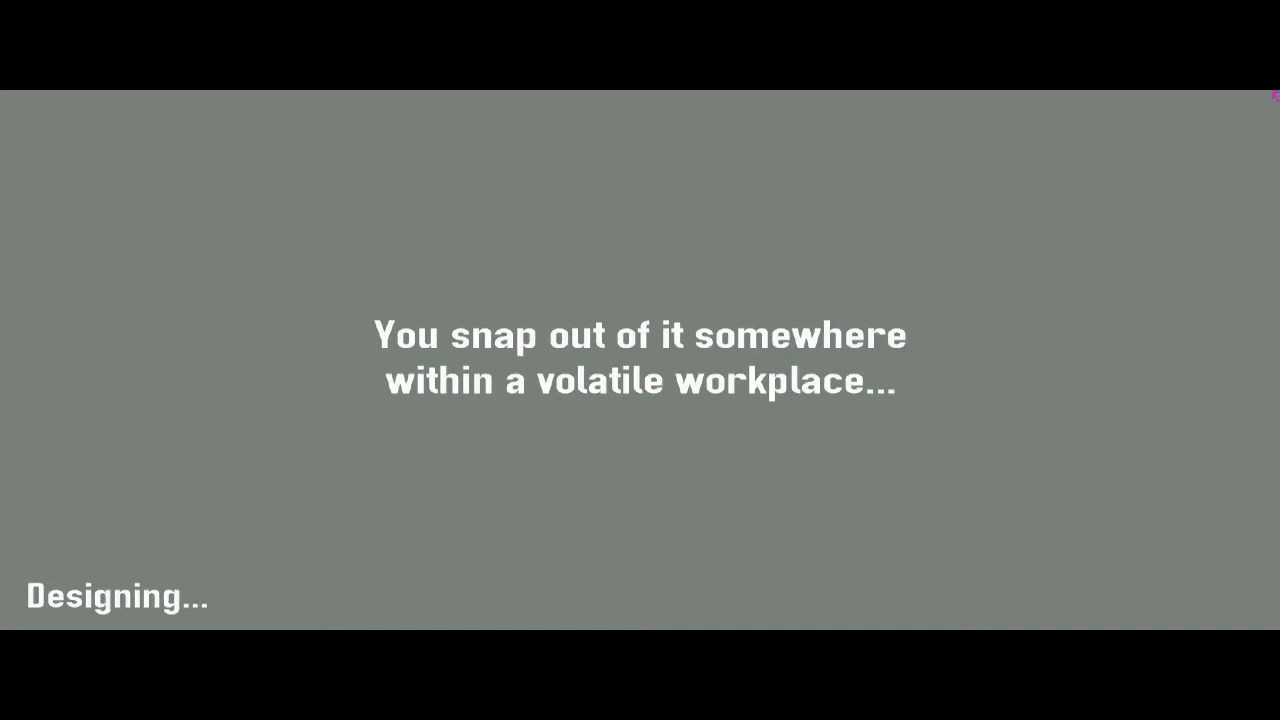 You snap out of it somewhere
within a volatile workplace...
Designing...